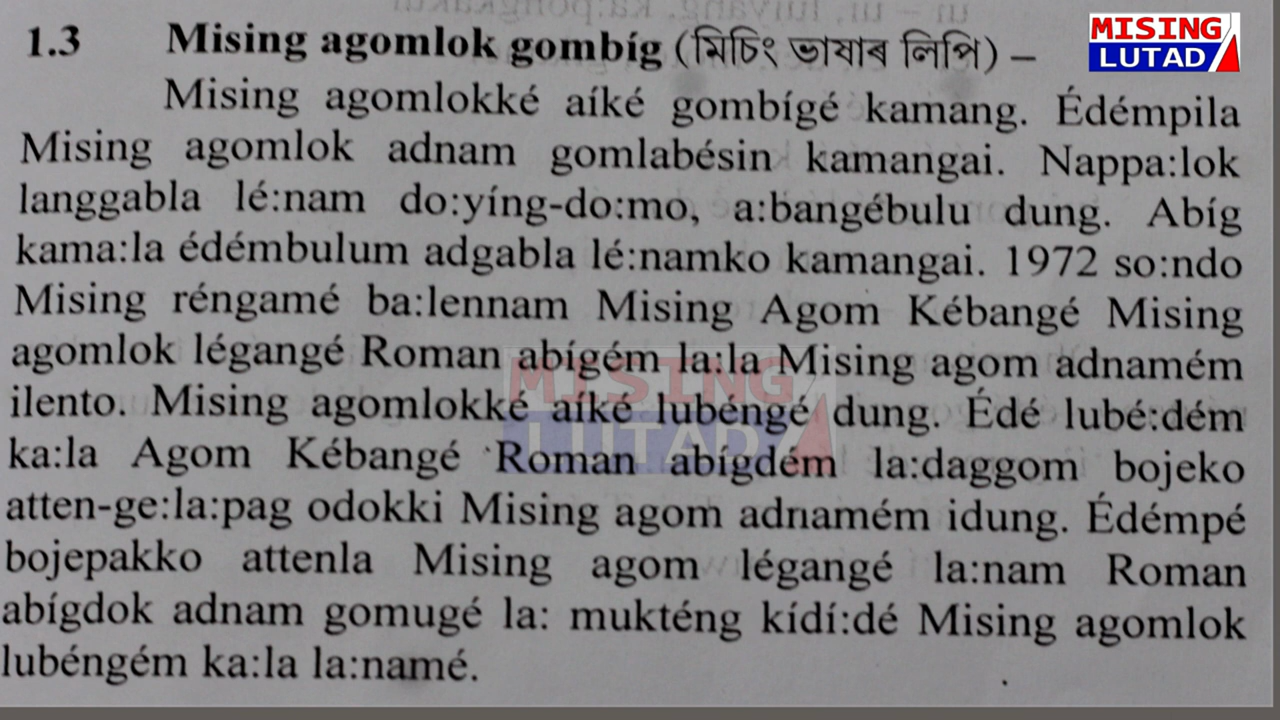 1.3 Mising agomlok gombíg (মিচিং ভাষাৰ লিপি) –
MISING
LUTAD
Mising agomlokké aíké gombígé kamang. Édémpila
Mising agomlok adnam gomlabésin kamangai. Nappa:lok
langgabla lé:nam do:yíng-do:mo, a:bangébulu dung. Abíg
kama:la édémbulum adgabla lé:namko kamangai. 1972 so:ndo
Mising réngamé ba:lennam Mising Agom Kébangé Mising
agomlok légangé Roman abígém la:la Mising agom adnamém
ilento. Mising agomlokké aíké lubéngé dung. Édé lubé:dém
ka:la Agom Kébangé Roman abígdém la:daggom bojeko
atten-ge:la:pag odokki Mising agom adnamém idung. Édémpé
bojepakko attenla Mising agom légangé la:nam Roman
abígdok adnam gomugé la: mukténg kídí:dé Mising agomlok
lubéngém ka:la la:namé.
MISING
LUTAD